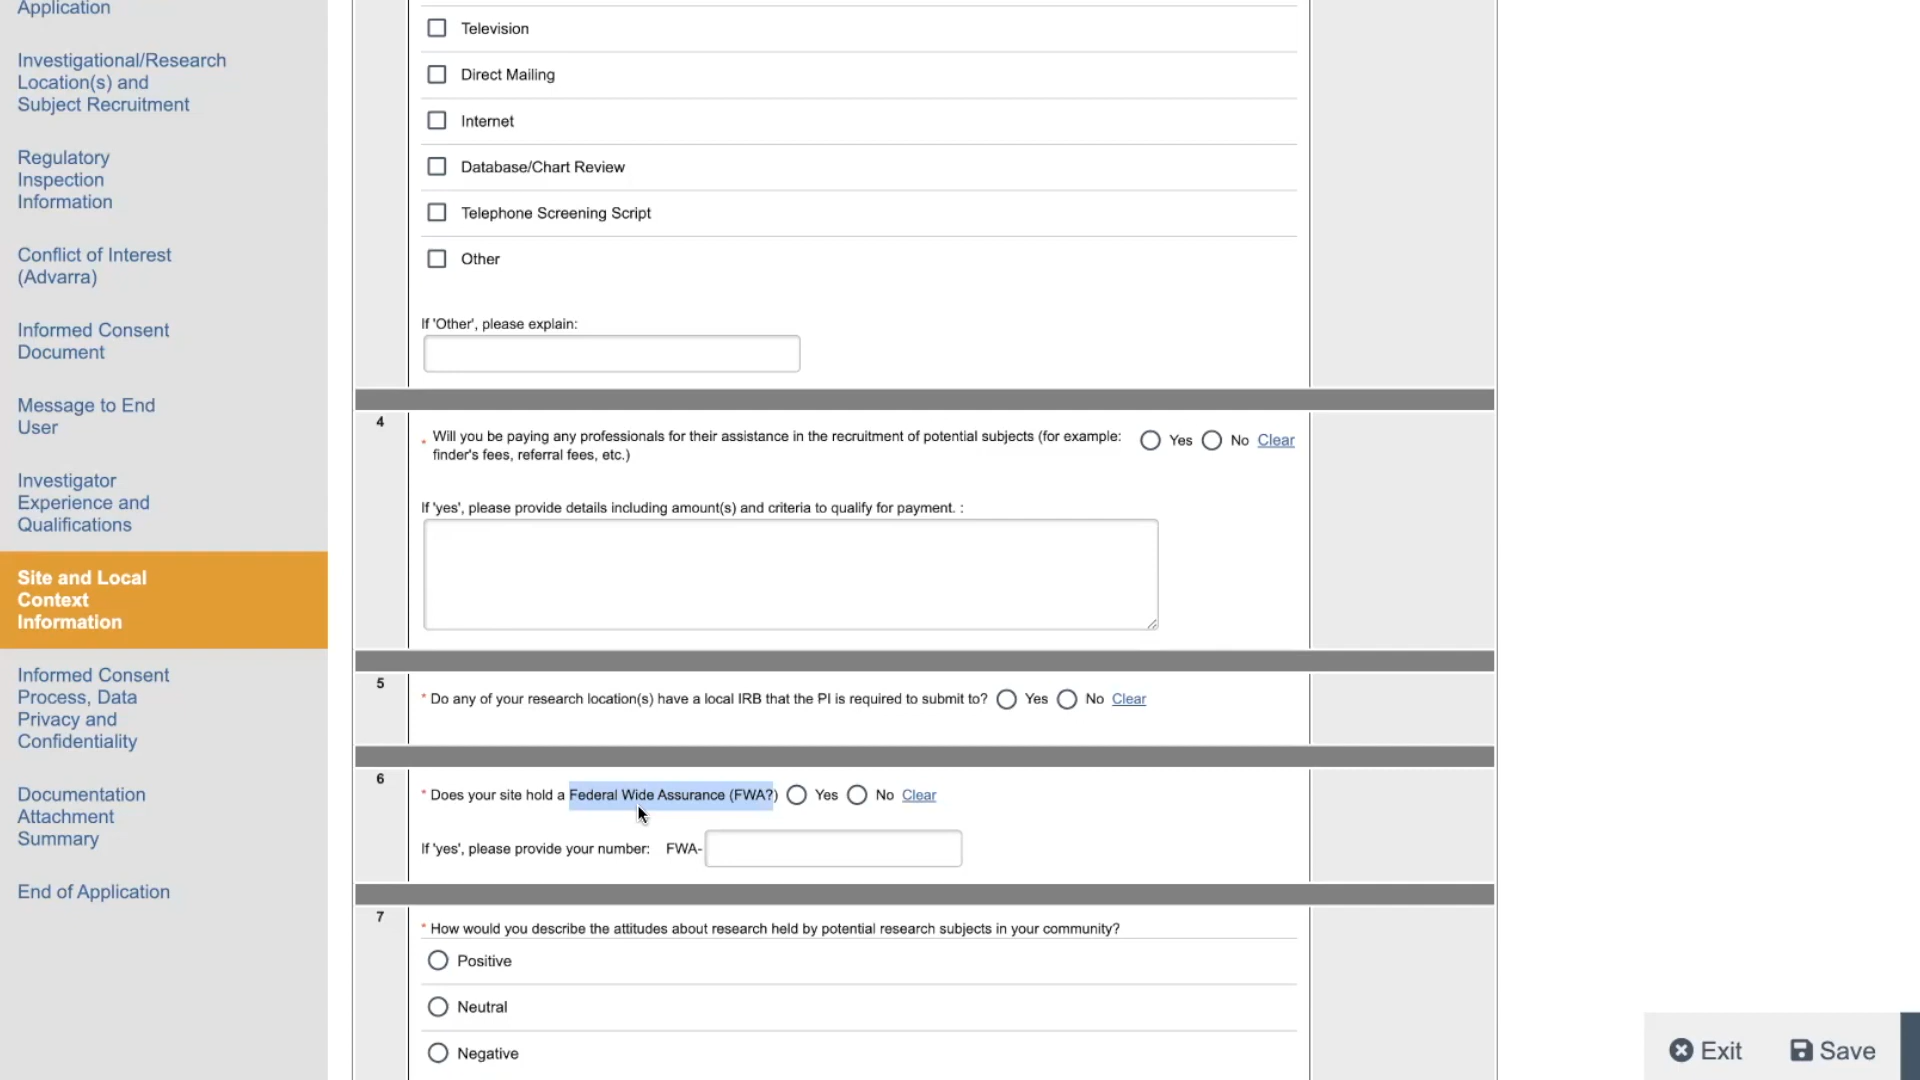 Application
Investigational/Research
Location(s) and
Subject Recruitment
Regulatory
Inspection
Information
Conflict of Interest
(Advarra)
Informed Consent
Document
Message to End
User
Investigator
Experience and
Qualifications
Site and Local
Context
Information
Informed Consent
Process, Data
Privacy and
Confidentiality
Documentation
Attachment
Summary
End of Application
Television
Direct Mailing
Internet
Database/Chart Review
Telephone Screening Script
Other
If 'Other', please explain:
4
* Will you be paying any professionals for their assistance in the recruitment of potential subjects (for example: Yes No Clear
finder's fees, referral fees, etc.)
If 'yes', please provide details including amount(s) and criteria to qualify for payment. :
5
* Do any of your research location(s) have a local IRB that the PI is required to submit to? Yes No Clear
6
* Does your site hold a Federal Wide Assurance (FWA?) Yes No Clear
If 'yes', please provide your number: FWA-
7
* How would you describe the attitudes about research held by potential research subjects in your community?
Positive
Neutral
Negative
Exit Save